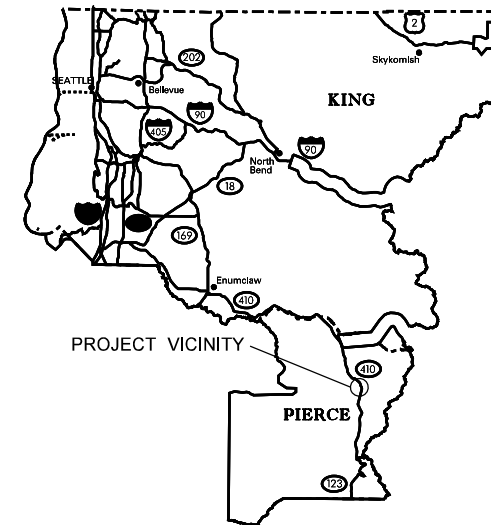 2
Skykomish
202
SEATTLE
Bellevue
KING
90
405
North
Bend
90
18
169
Enumclaw
410
PROJECT VICINITY
410
PIERCE
123